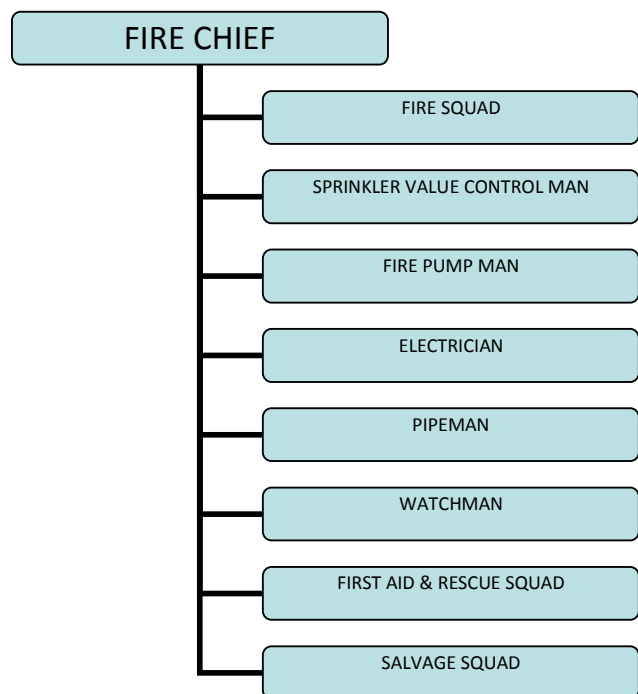 FIRE CHIEF
FIRE SQUAD
SPRINKLER VALUE CONTROL MAN
FIRE PUMP MAN
ELECTRICIAN
PIPEMAN
WATCHMAN
FIRST AID & RESCUE SQUAD
SALVAGE SQUAD